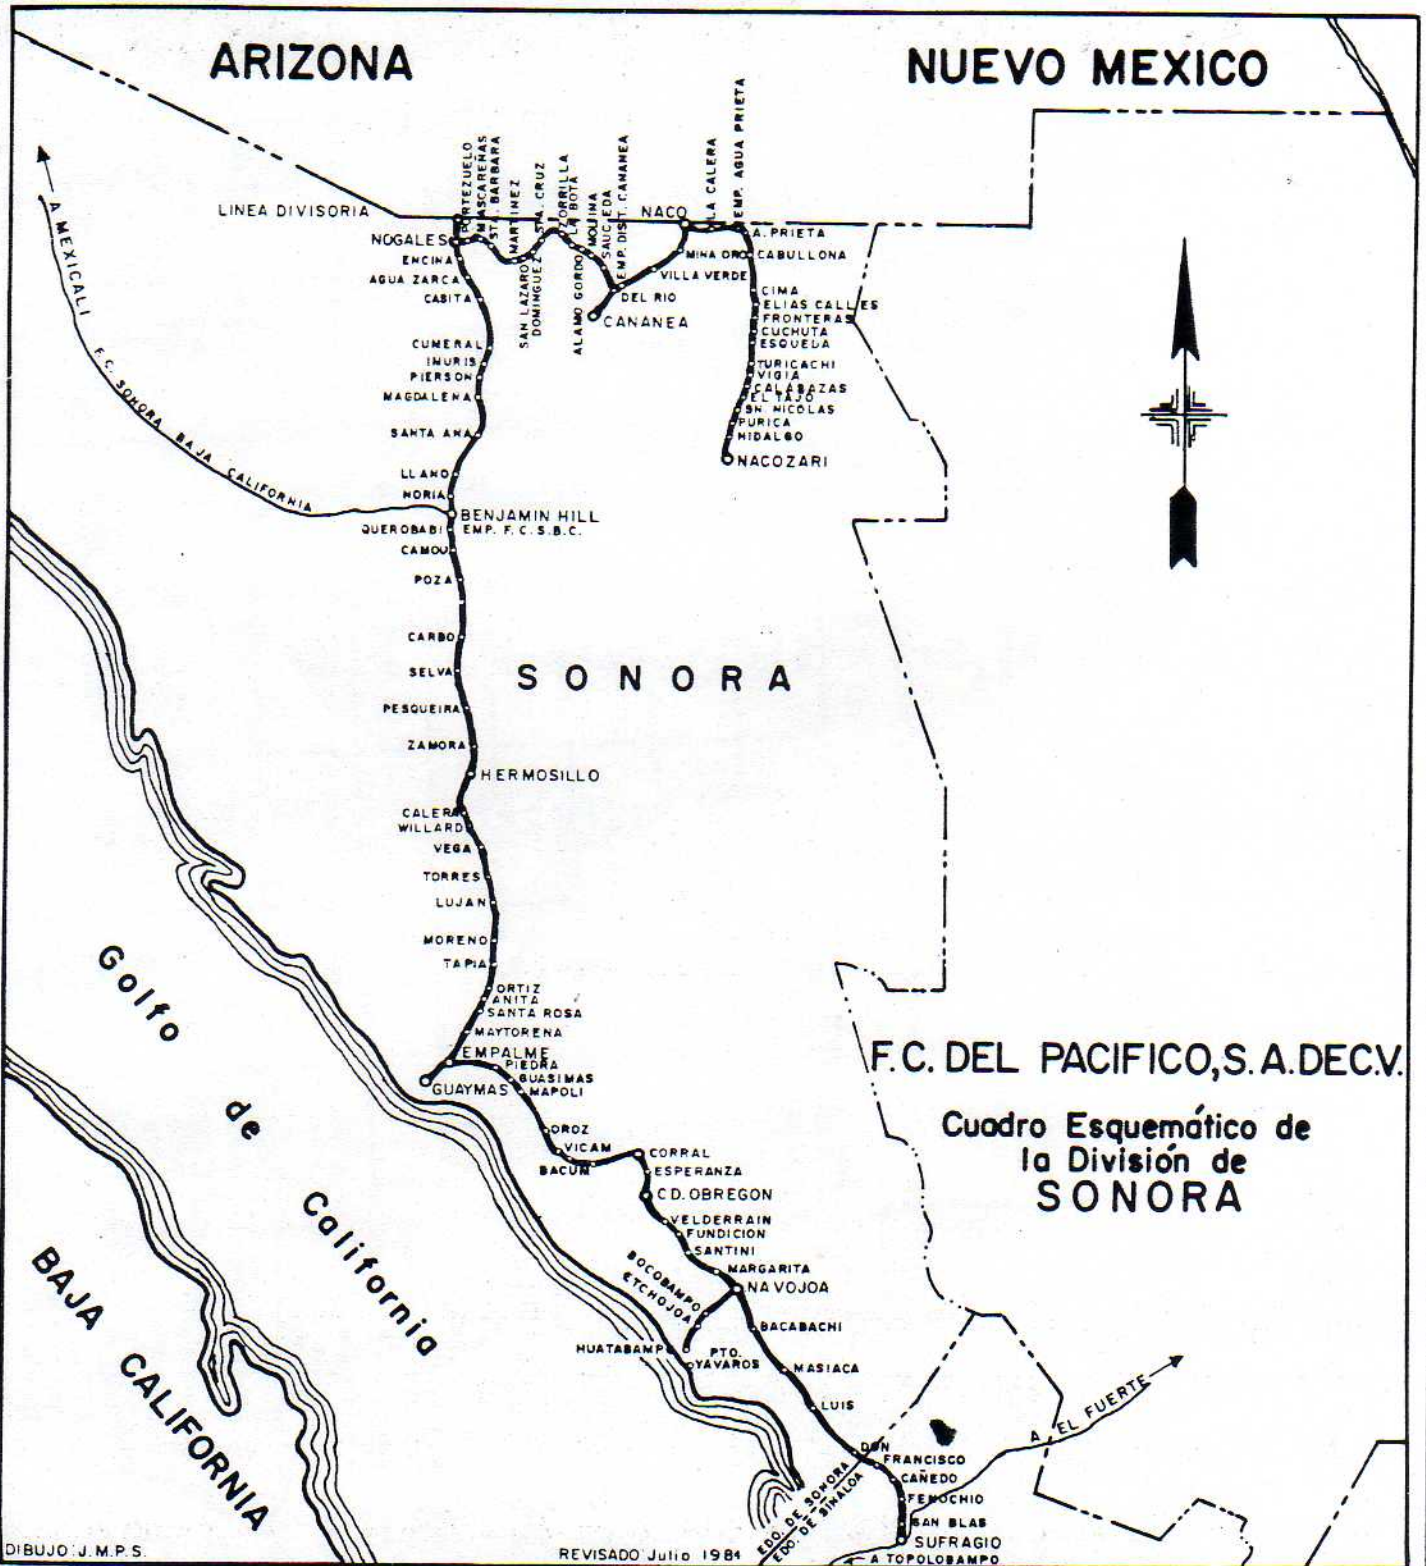 ARIZONA
NUEVO MEXICO
LINEA DIVISORIA
A MEXICALI
F.C. SONORA BAJA CALIFORNIA
NOGALES
PORTEZUELO
MASCAREÑAS
STA. BARBARA
MARTINEZ
SAN LAZARO
DOMINGUEZ
STA. CRUZ
ZORRILLA
LA BOTA
ALAMO GORDO
MOLINA
SAUCEDA
EMP. DIST. CANANEA
DEL RIO
CANANEA
VILLA VERDE
MINA ORO
NACO
LA CALERA
EMP. AGUA PRIETA
A. PRIETA
CABULLONA
CIMA
ELIAS CALLES
FRONTERAS
CUCHUTA
ESQUEDA
TURICACHI
VIGIA
CALABAZAS
EL TAJO
SN. NICOLAS
PURICA
HIDALGO
NACOZARI
ENCINA
AGUA ZARCA
CASITA
CUMERAL
IMURIS
PIERSON
MAGDALENA
SANTA ANA
LLANO
NORIA
BENJAMIN HILL
EMP. F.C.S.B.C.
QUEROBABI
CAMOU
POZA
CARBO
SELVA
SONORA
PESQUEIRA
ZAMORA
HERMOSILLO
CALERA
WILLARD
VEGA
TORRES
LUJAN
MORENO
TAPIA
ORTIZ
ANITA
SANTA ROSA
MAYTORENA
EMPALME
GUAYMAS
PIEDRA
GUASIMAS
MAPOLI
OROZ
VICAM
BACUM
CORRAL
ESPERANZA
CD. OBREGON
VELDERRAIN
FUNDICION
SANTINI
MARGARITA
NAVOJOA
BOCOBAMPO
ETCHOJOA
HUATABAMPO
PTO.
YAVAROS
BACABACHI
MASIACA
LUIS
DON
FRANCISCO
CAÑEDO
FENOCHIO
SAN BLAS
SUFRAGIO
A TOPOLOBAMPO
A EL FUERTE
EDO. DE SONORA
EDO. DE SINALOA
Golfo
de
California
BAJA
CALIFORNIA
F.C. DEL PACIFICO, S.A. DE C.V.
Cuadro Esquemático de
la División de
SONORA
DIBUJO: J.M.P.S.
REVISADO Julio 1984